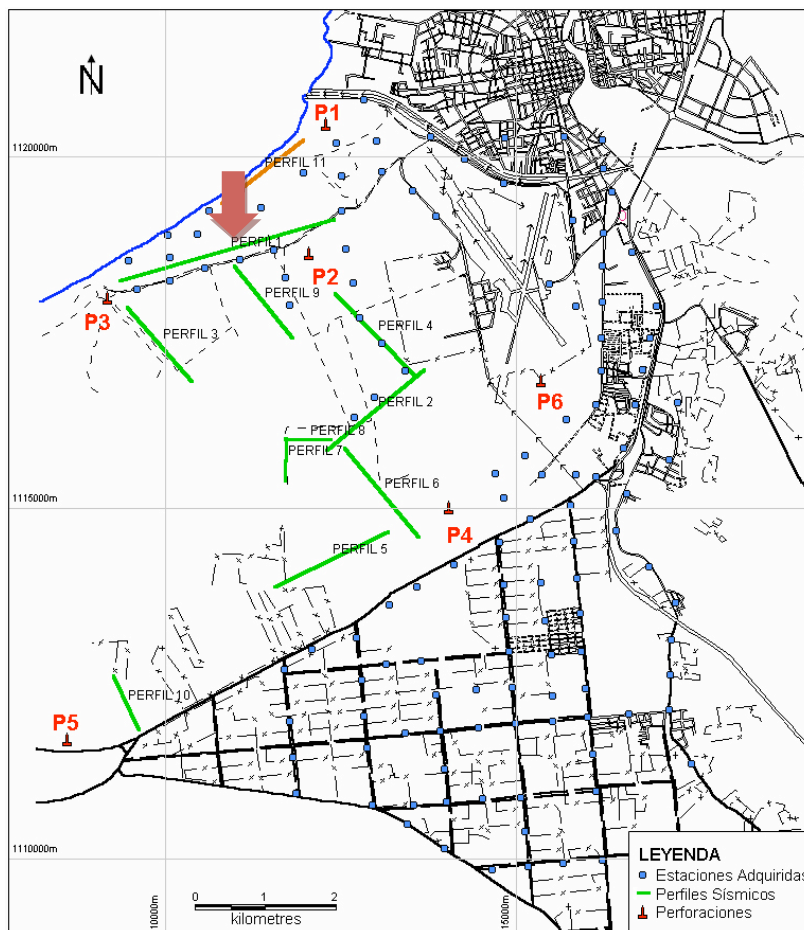 N
P1
1120000m
PERFIL 11
PERFIL 1
P2
PERFIL 9
P3
PERFIL 3
PERFIL 4
P6
PERFIL 2
PERFIL 8
PERFIL 7
PERFIL 6
1115000m
P4
PERFIL 5
PERFIL 10
P5
1110000m
LEYENDA
Estaciones Adquiridas
Perfiles Sísmicos
Perforaciones
0 1 2
kilometres